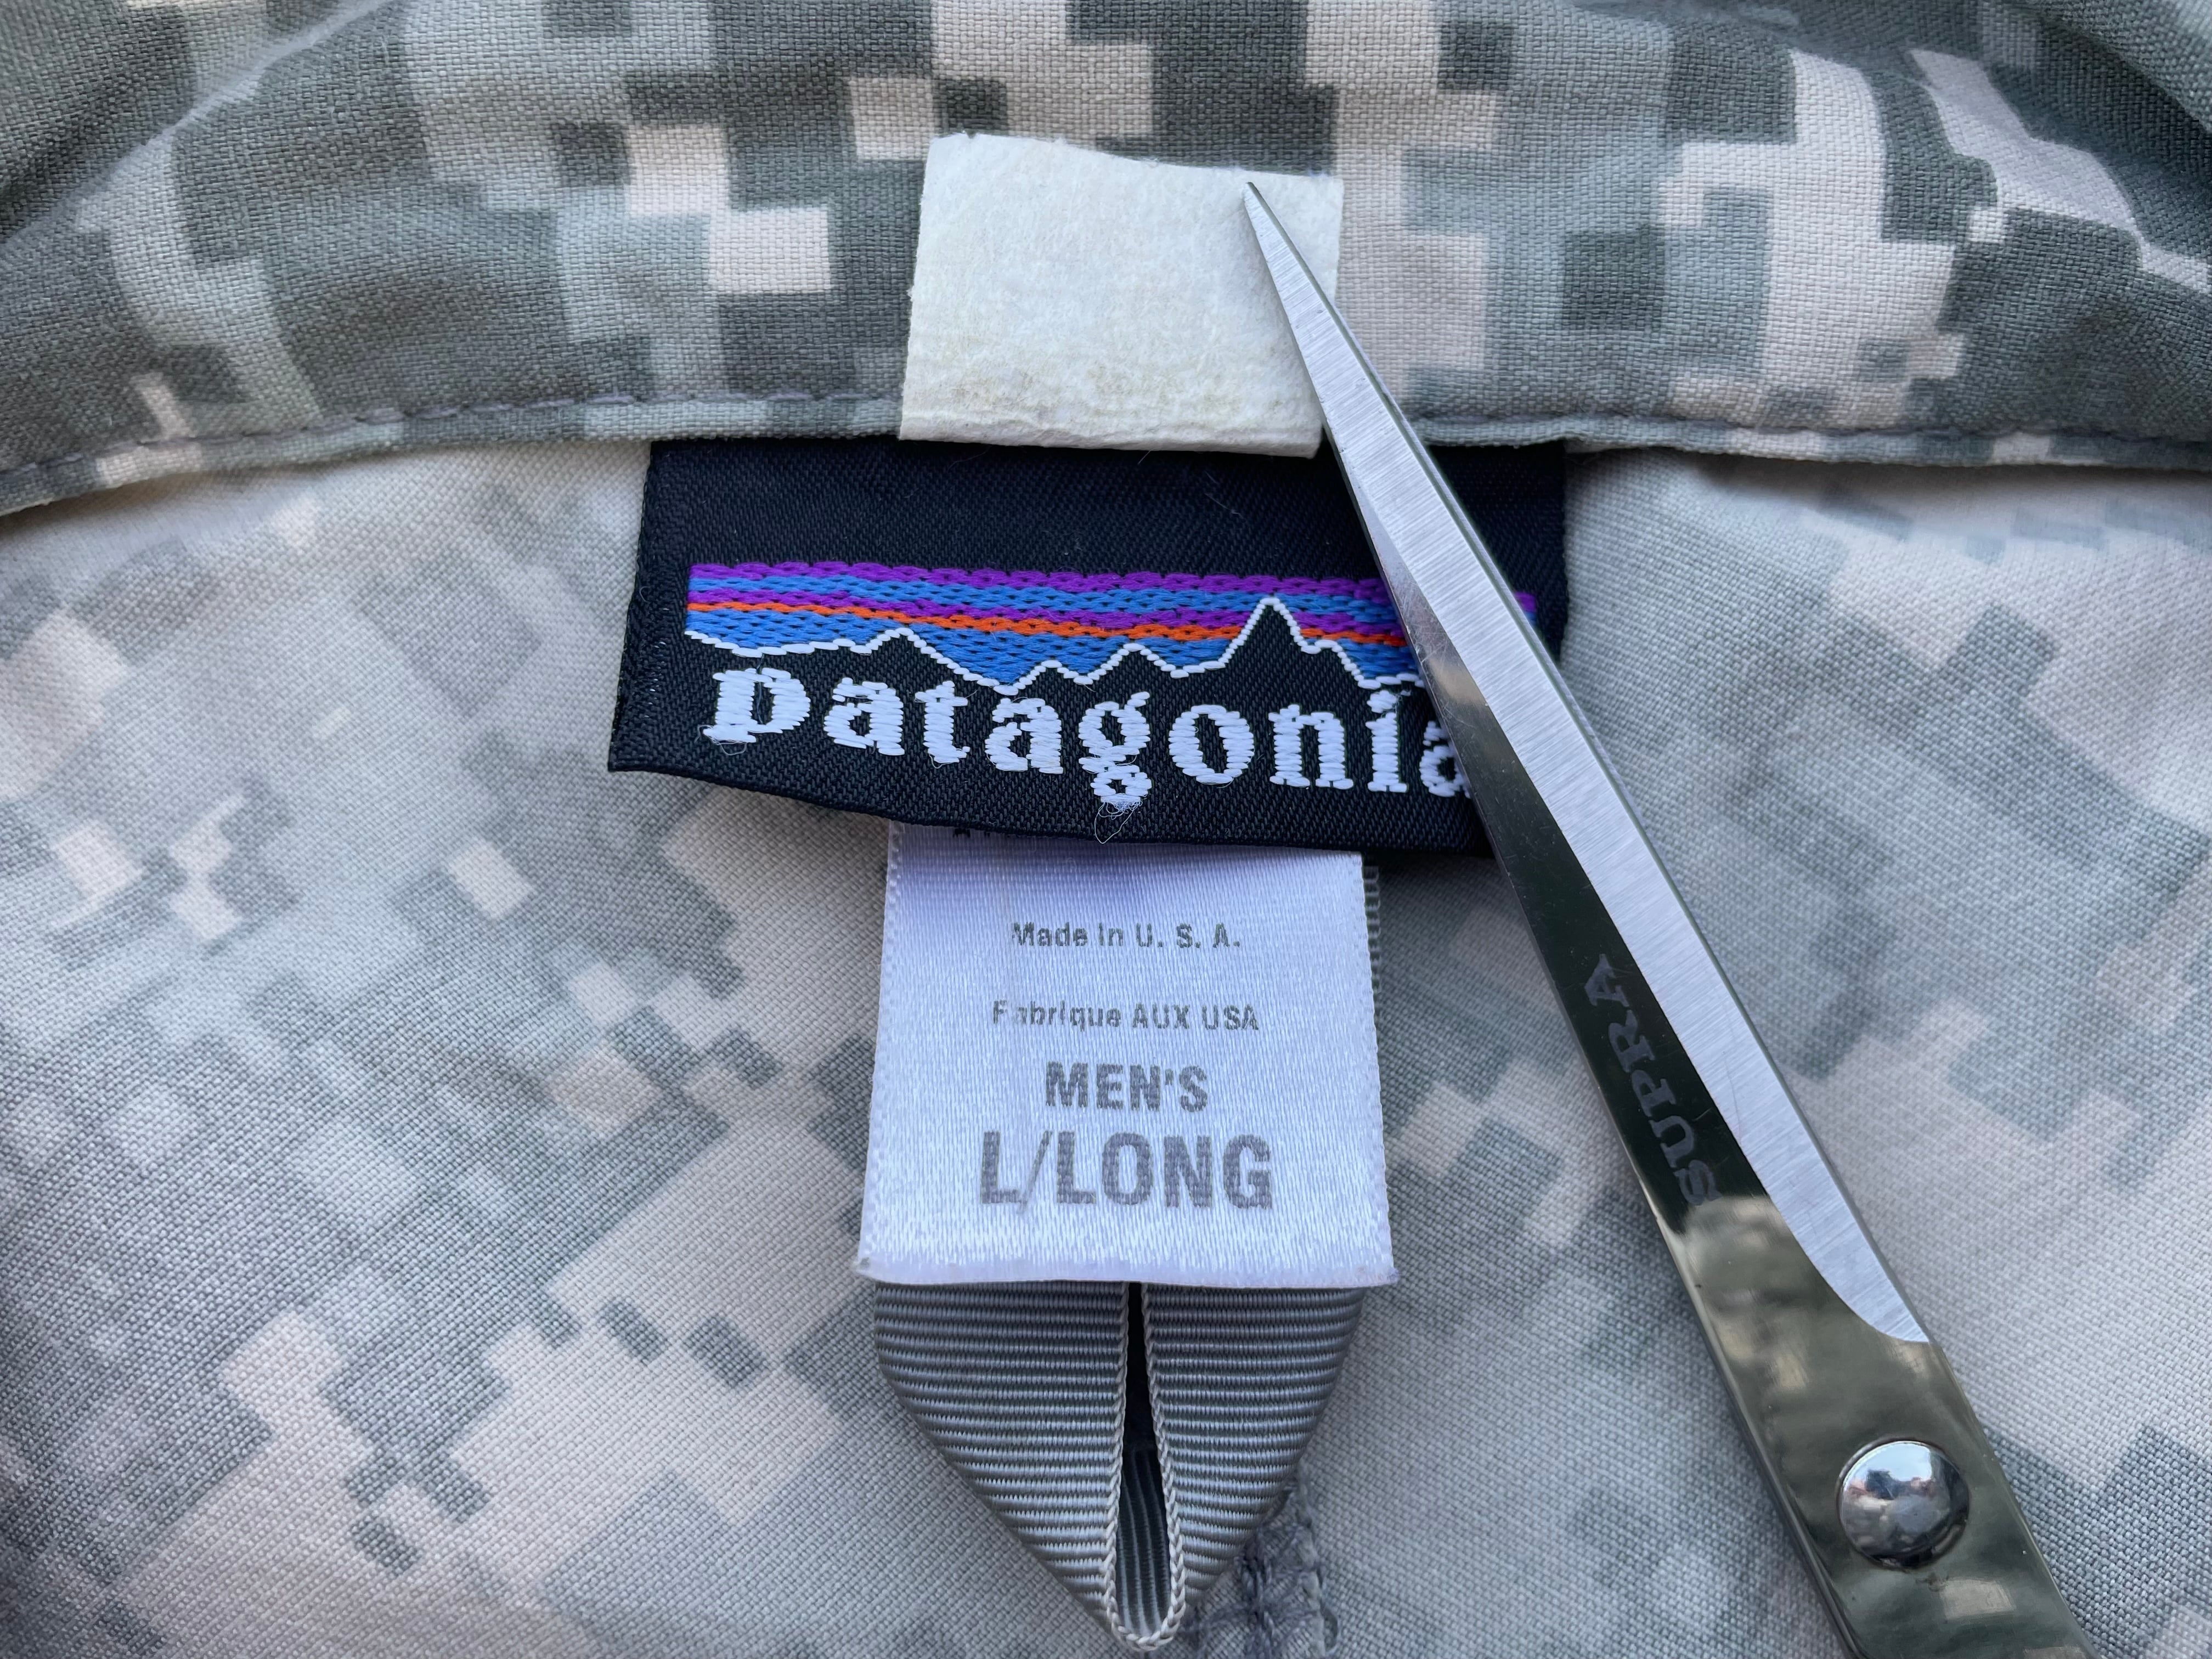 patagonia
Made in U. S. A.
Fabrique AUX USA
MEN'S
L/LONG
SUPRA